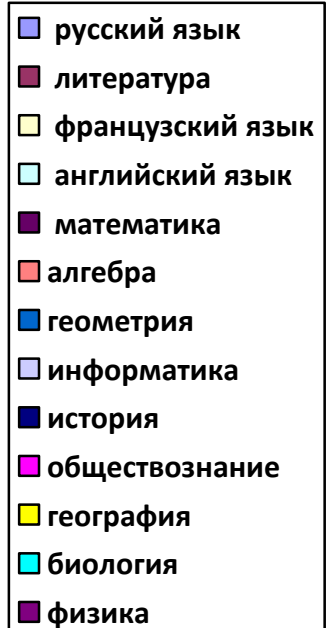 русский язык
литература
французский язык
английский язык
математика
алгебра
геометрия
информатика
история
обществознание
география
биология
физика